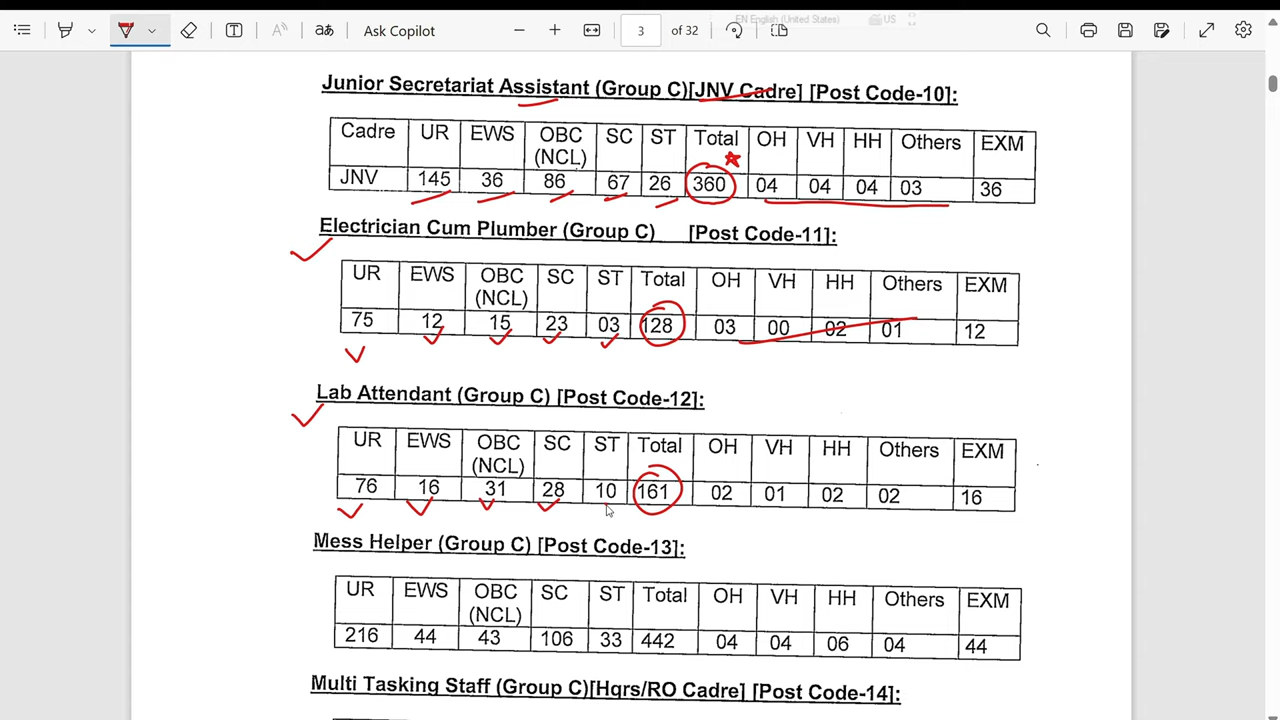 EN English (United States) US
Ask Copilot 3 of 32
Junior Secretariat Assistant (Group C)[JNV Cadre] [Post Code-10]:
Cadre UR EWS OBC (NCL) SC ST Total OH VH HH Others EXM
JNV 145 36 86 67 26 360 04 04 04 03 36
Electrician Cum Plumber (Group C) [Post Code-11]:
UR EWS OBC (NCL) SC ST Total OH VH HH Others EXM
75 12 15 23 03 128 03 00 02 01 12
Lab Attendant (Group C) [Post Code-12]:
UR EWS OBC (NCL) SC ST Total OH VH HH Others EXM
76 16 31 28 10 161 02 01 02 02 16
Mess Helper (Group C) [Post Code-13]:
UR EWS OBC (NCL) SC ST Total OH VH HH Others EXM
216 44 43 106 33 442 04 04 06 04 44
Multi Tasking Staff (Group C)[Hqrs/RO Cadre] [Post Code-14]: